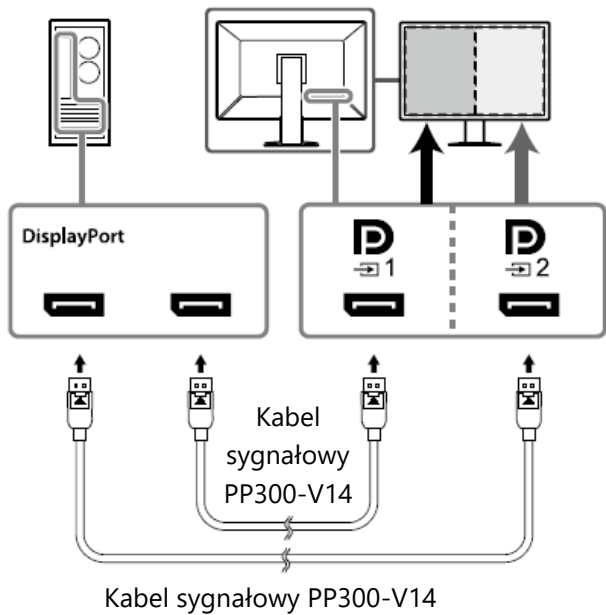 DisplayPort
1
2
Kabel
sygnałowy
PP300-V14
Kabel sygnałowy PP300-V14